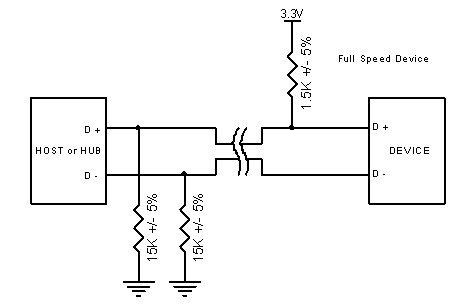 3.3V
1.5K +/- 5%
Full Speed Device
D +
HOST or HUB
D -
D +
DEVICE
D -
15K +/- 5%
15K +/- 5%